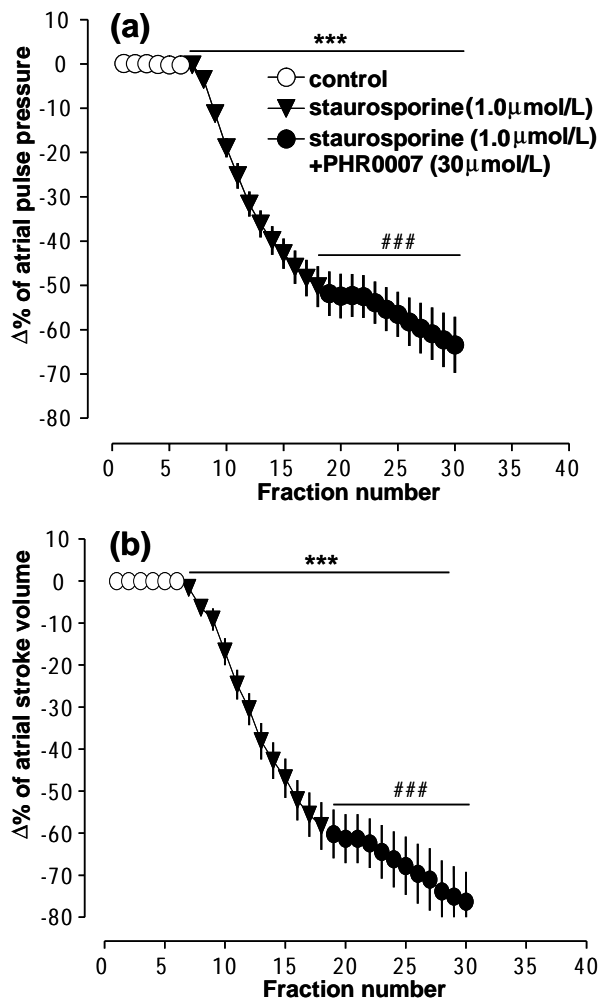 (a)
***
control
staurosporine(1.0μmol/L)
staurosporine (1.0μmol/L)
+PHR0007 (30μmol/L)
###
Δ% of atrial pulse pressure
10
0
-10
-20
-30
-40
-50
-60
-70
-80
0 5 10 15 20 25 30 35 40
Fraction number
(b)
***
###
Δ% of atrial stroke volume
10
0
-10
-20
-30
-40
-50
-60
-70
-80
0 5 10 15 20 25 30 35 40
Fraction number